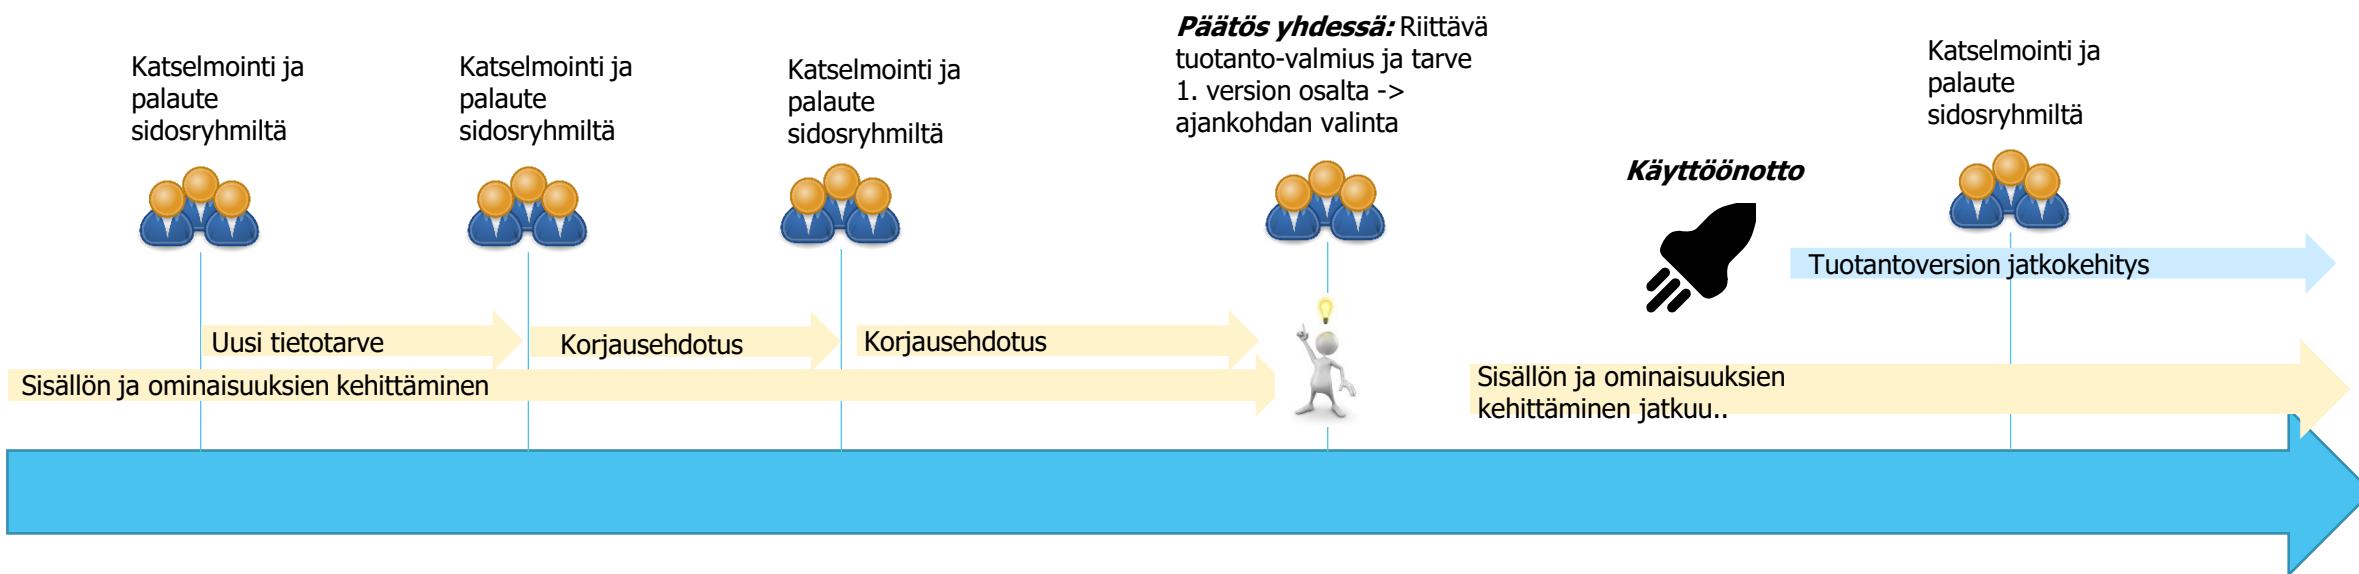 Katselmointi ja
palaute
sidosryhmiltä
Katselmointi ja
palaute
sidosryhmiltä
Katselmointi ja
palaute
sidosryhmiltä
Päätös yhdessä: Riittävä
tuotanto-valmius ja tarve
1. version osalta ->
ajankohdan valinta
Käyttöönotto
Katselmointi ja
palaute
sidosryhmiltä
Tuotantoversion jatkokehitys
Uusi tietotarve
Korjausehdotus
Korjausehdotus
Sisällön ja ominaisuuksien kehittäminen
Sisällön ja ominaisuuksien
kehittäminen jatkuu..